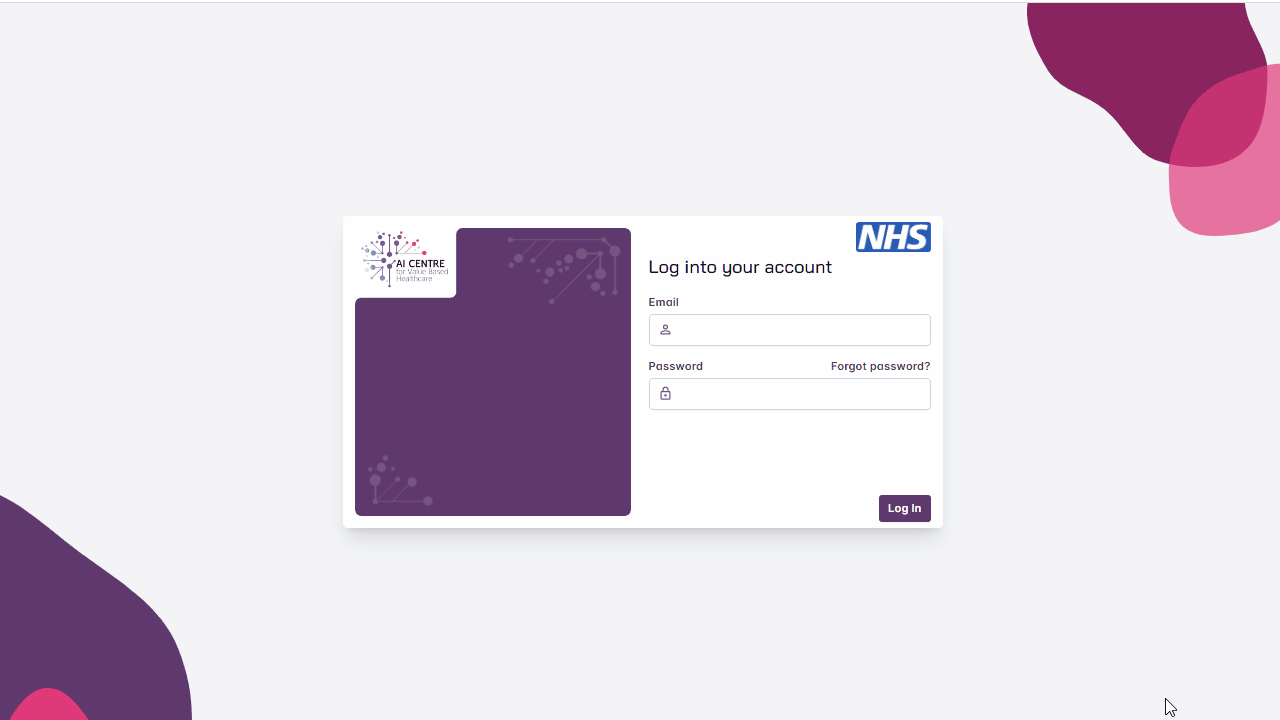 AI CENTRE
for Value Based
Healthcare
NHS
Log into your account
Email
Password
Forgot password?
Log In